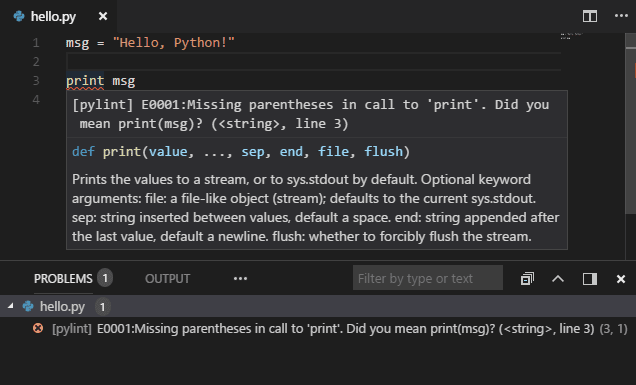 hello.py ×
1 msg = "Hello, Python!"
2
3 print msg
4
[pylint] E0001:Missing parentheses in call to 'print'. Did you
mean print(msg)? (<string>, line 3)
def print(value, ..., sep, end, file, flush)
Prints the values to a stream, or to sys.stdout by default. Optional keyword
arguments: file: a file-like object (stream); defaults to the current sys.stdout.
sep: string inserted between values, default a space. end: string appended after
the last value, default a newline. flush: whether to forcibly flush the stream.
PROBLEMS 1 OUTPUT ••• Filter by type or text
hello.py 1
[pylint] E0001:Missing parentheses in call to 'print'. Did you mean print(msg)? (<string>, line 3) (3, 1)